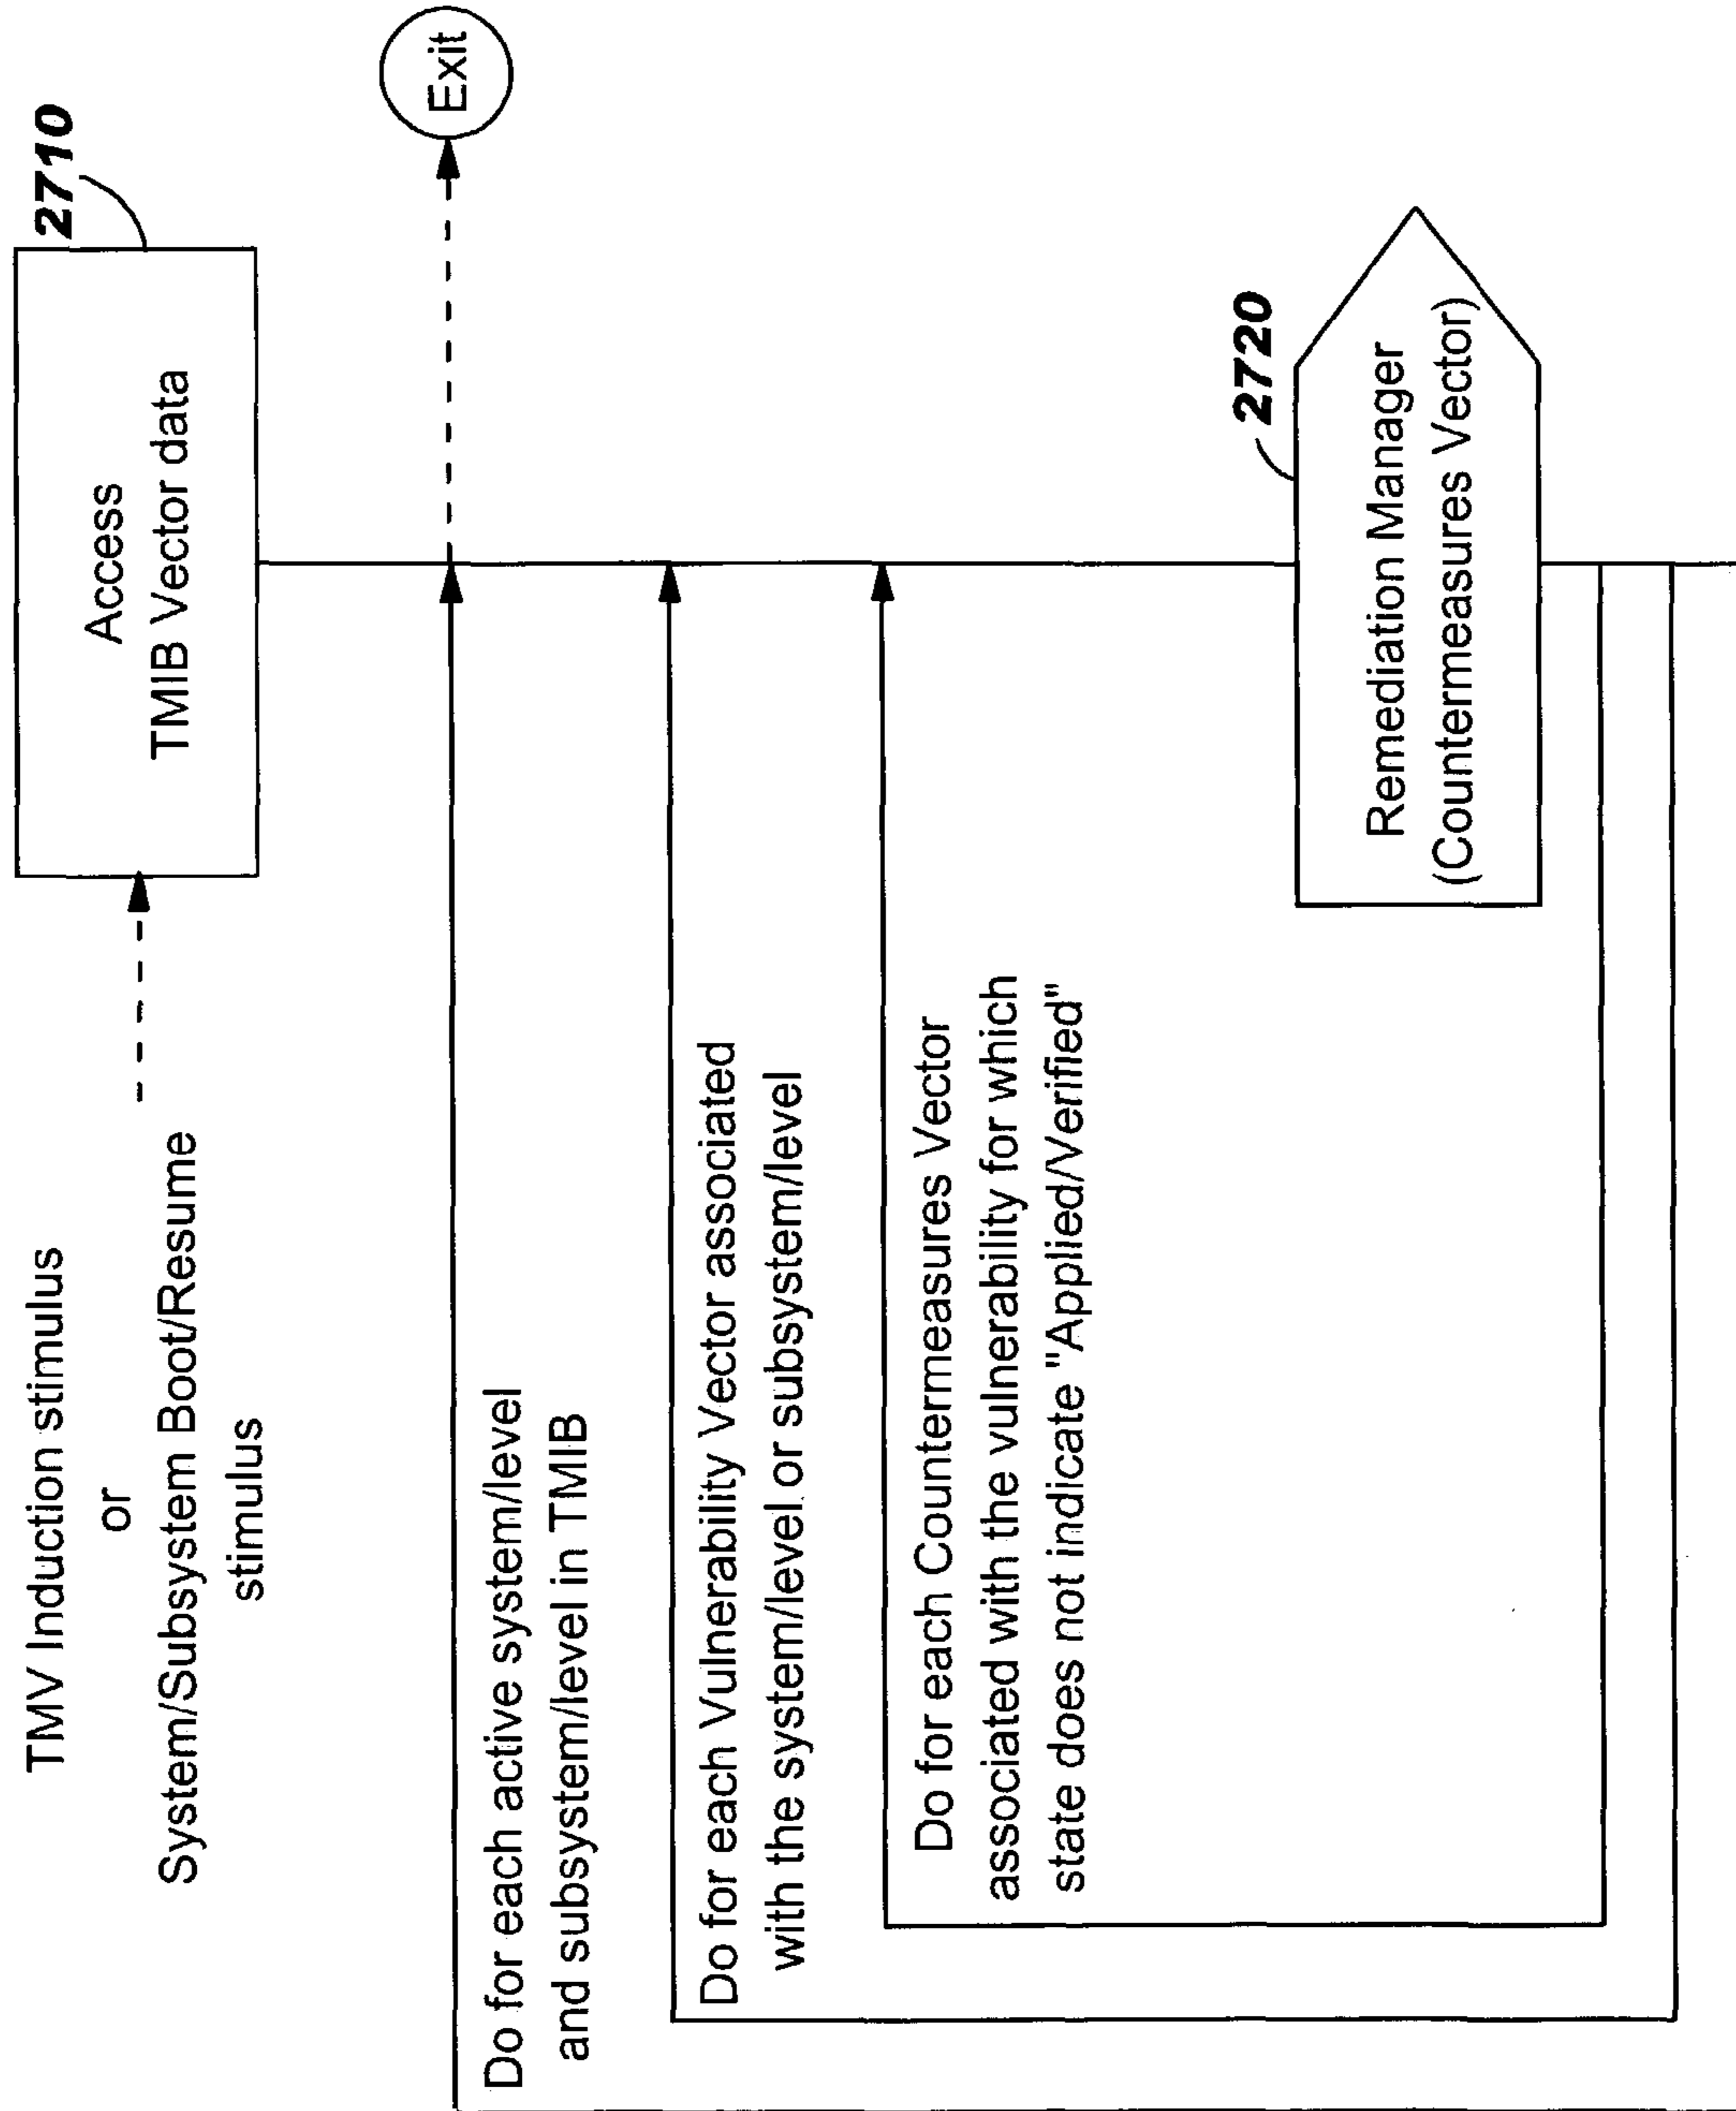 TMV Induction stimulus
or
System/Subsystem Boot/Resume
stimulus
Access
TMIB Vector data
2710
Exit
Do for each active system/level
and subsystem/level in TMIB
Do for each Vulnerability Vector associated
with the system/level or subsystem/level
Do for each Countermeasures Vector
associated with the vulnerability for which
state does not indicate "Applied/Verified"
2720
Remediation Manager
(Countermeasures Vector)